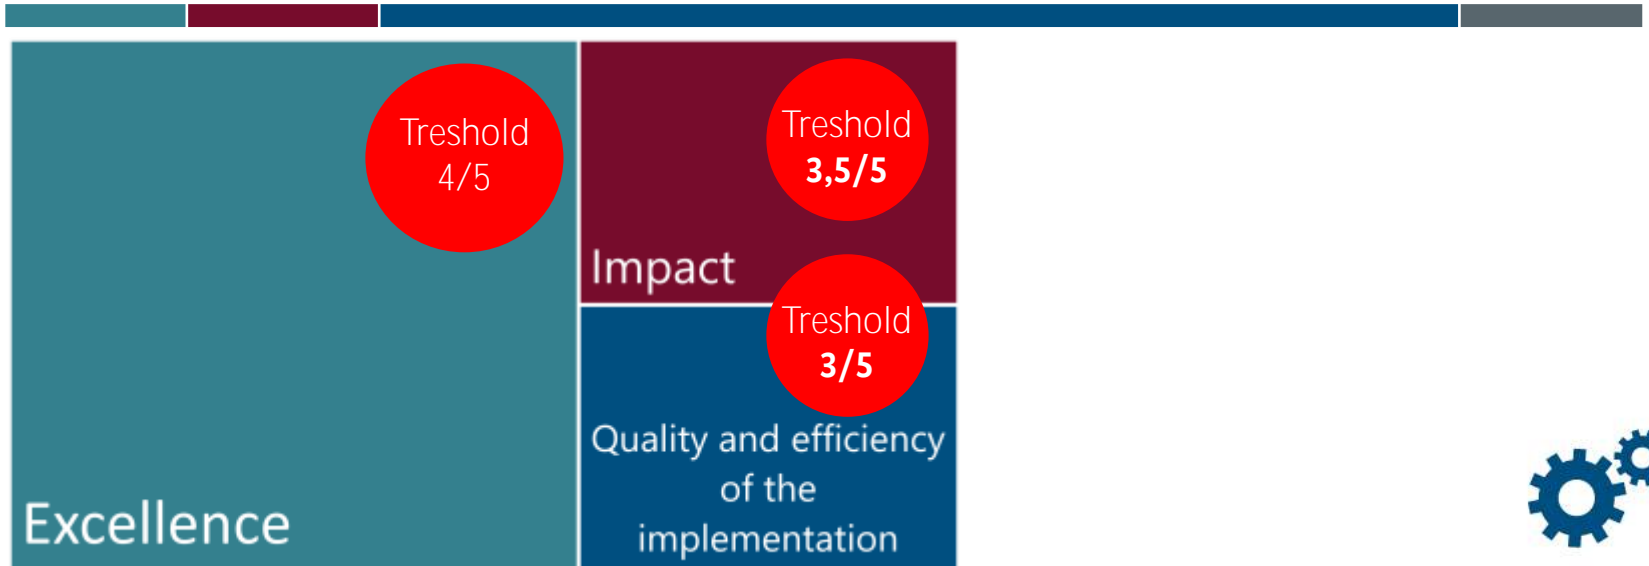 Treshold
4/5
Excellence
Treshold
3,5/5
Impact
Treshold
3/5
Quality and efficiency
of the
implementation